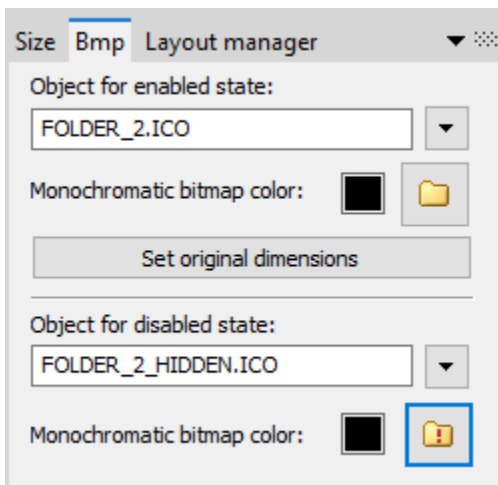 Size Bmp Layout manager
Object for enabled state:
FOLDER_2.ICO
Monochromatic bitmap color:
Set original dimensions
Object for disabled state:
FOLDER_2_HIDDEN.ICO
Monochromatic bitmap color: